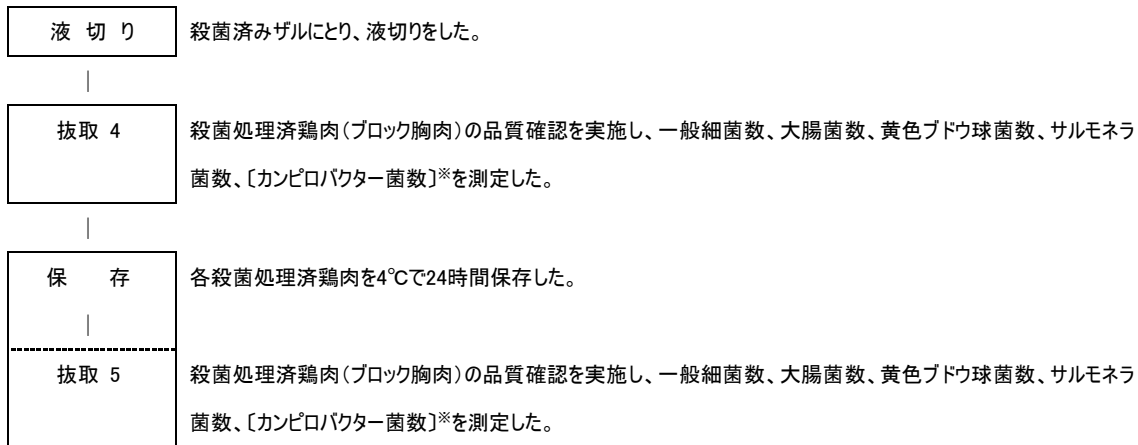 液 切 り 殺菌済みザルにとり、液切りをした。
抜取 4 殺菌処理済鶏肉(ブロック胸肉)の品質確認を実施し、一般細菌数、大腸菌数、黄色ブドウ球菌数、サルモネラ
菌数、〔カンピロバクター菌数〕※を測定した。
保 存 各殺菌処理済鶏肉を4℃で24時間保存した。
抜取 5 殺菌処理済鶏肉(ブロック胸肉)の品質確認を実施し、一般細菌数、大腸菌数、黄色ブドウ球菌数、サルモネラ
菌数、〔カンピロバクター菌数〕※を測定した。